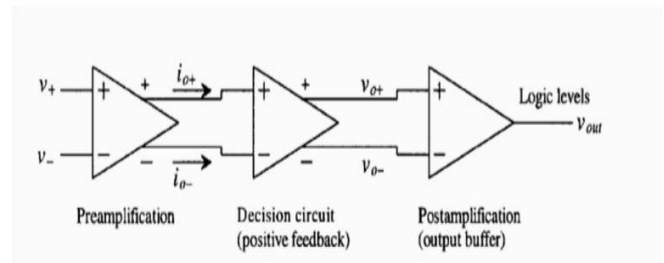 v+
v−
+
−
+
−
io+
io−
+
−
+
−
vo+
vo−
+
−
Logic levels
vout
Preamplification
Decision circuit
(positive feedback)
Postamplification
(output buffer)